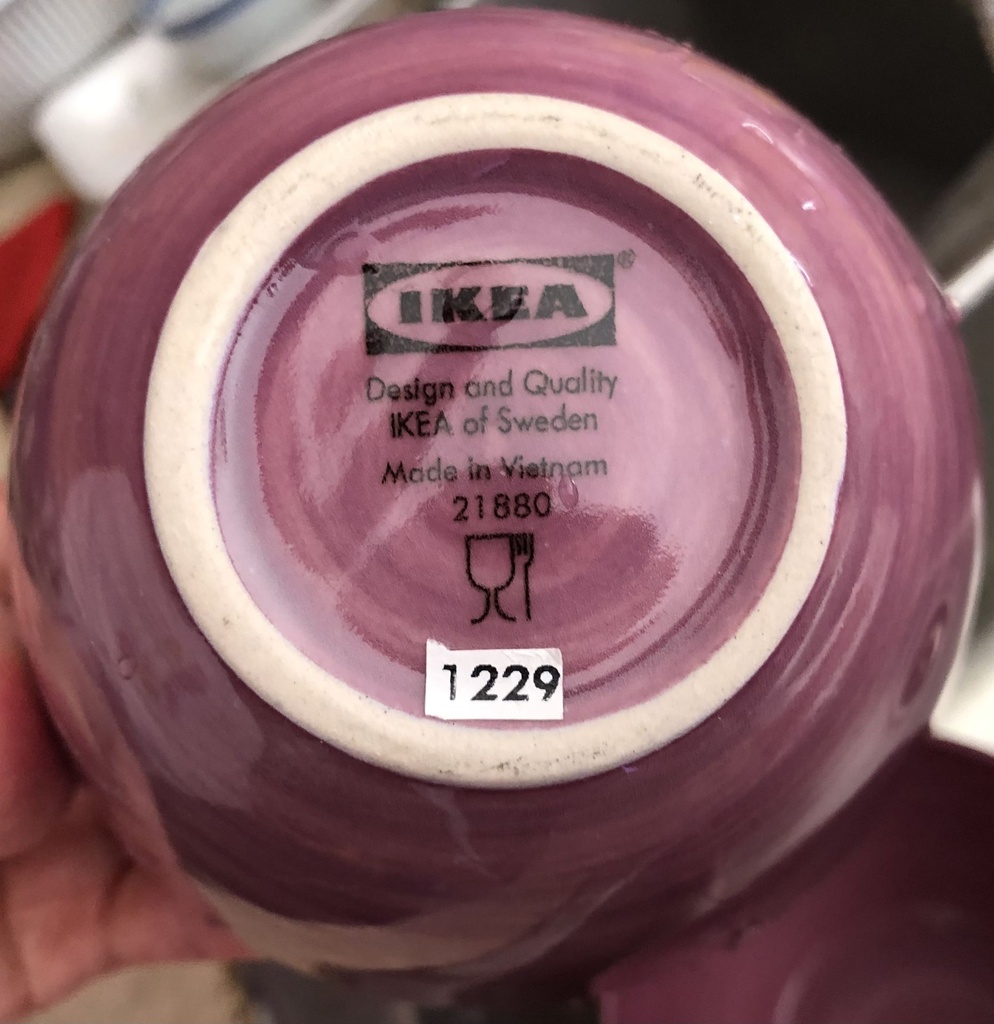 IKEA®
Design and Quality
IKEA of Sweden
Made in Vietnam
21880
1229